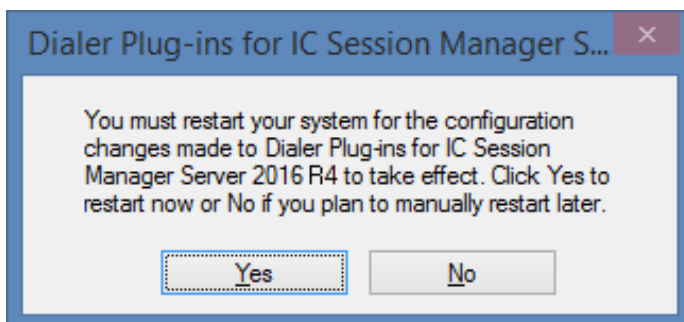 Dialer Plug-ins for IC Session Manager S...
You must restart your system for the configuration
changes made to Dialer Plug-ins for IC Session
Manager Server 2016 R4 to take effect. Click Yes to
restart now or No if you plan to manually restart later.
Yes
No